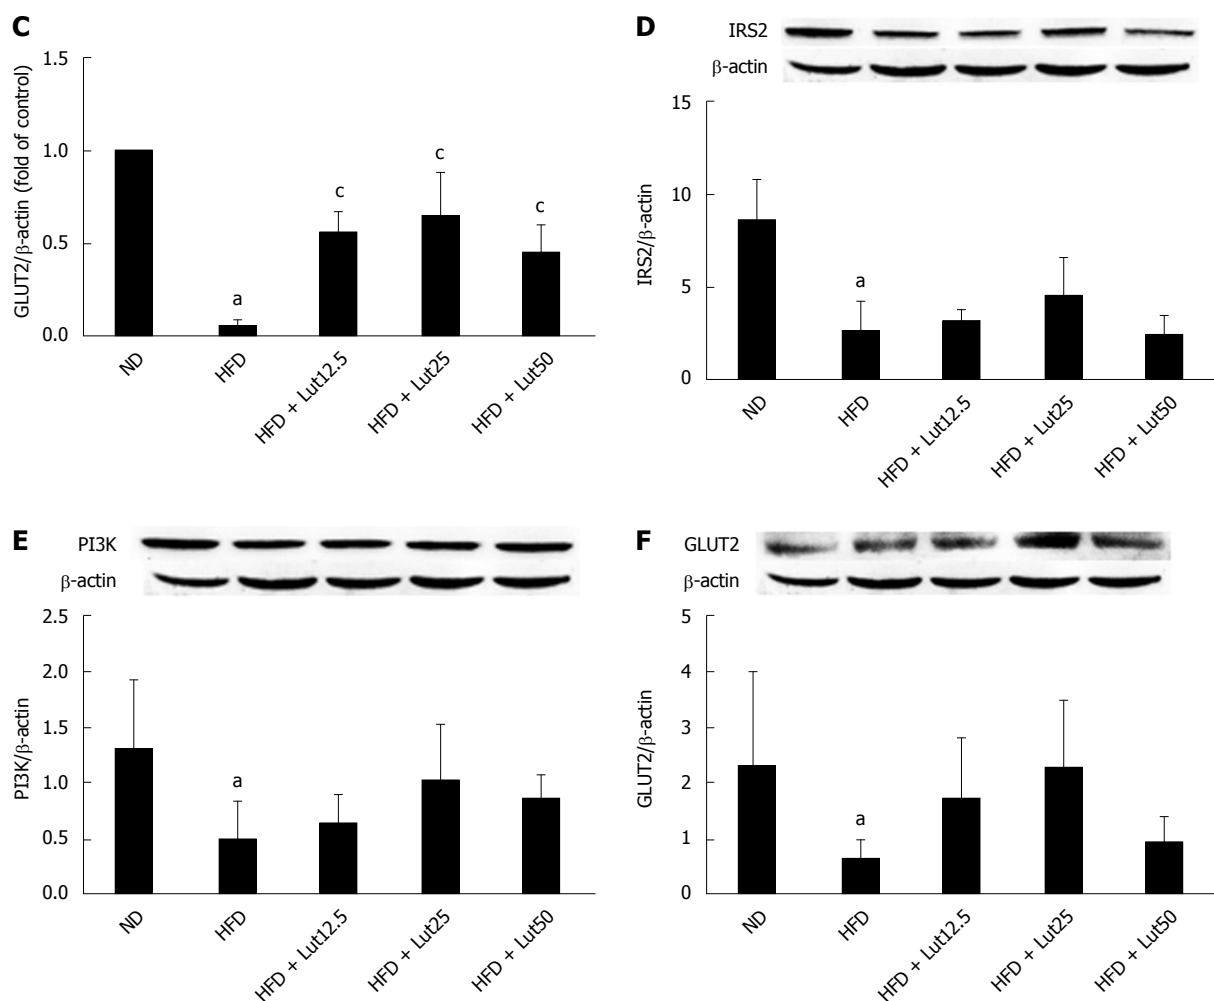 C
GLUT2/β-actin (fold of control)
1.5
1.0
0.5
0.0
c
c
c
a
ND
HFD
HFD + Lut12.5
HFD + Lut25
HFD + Lut50
D
IRS2
β-actin
IRS2/β-actin
15
10
5
0
a
ND
HFD
HFD + Lut12.5
HFD + Lut25
HFD + Lut50
E
PI3K
β-actin
PI3K/β-actin
2.5
2.0
1.5
1.0
0.5
0.0
a
ND
HFD
HFD + Lut12.5
HFD + Lut25
HFD + Lut50
F
GLUT2
β-actin
GLUT2/β-actin
5
4
3
2
1
0
a
ND
HFD
HFD + Lut12.5
HFD + Lut25
HFD + Lut50